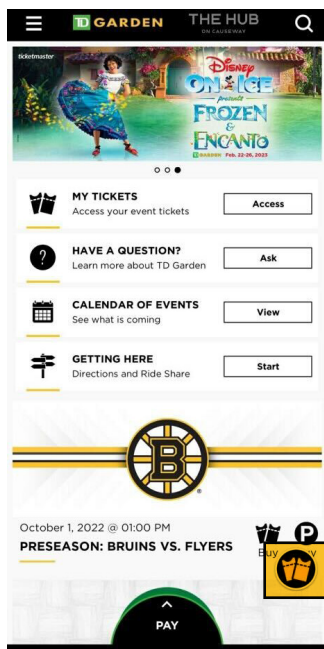 TD GARDEN
THE HUB
ON CAUSEWAY
ticketmaster
Disney
ON ICE
presents
FROZEN
&
ENCANTO
TD GARDEN Feb. 22-26, 2023
MY TICKETS
Access your event tickets
Access
HAVE A QUESTION?
Learn more about TD Garden
Ask
CALENDAR OF EVENTS
See what is coming
View
GETTING HERE
Directions and Ride Share
Start
B
October 1, 2022 @ 01:00 PM
PRESEASON: BRUINS VS. FLYERS
P
Buy
PAY